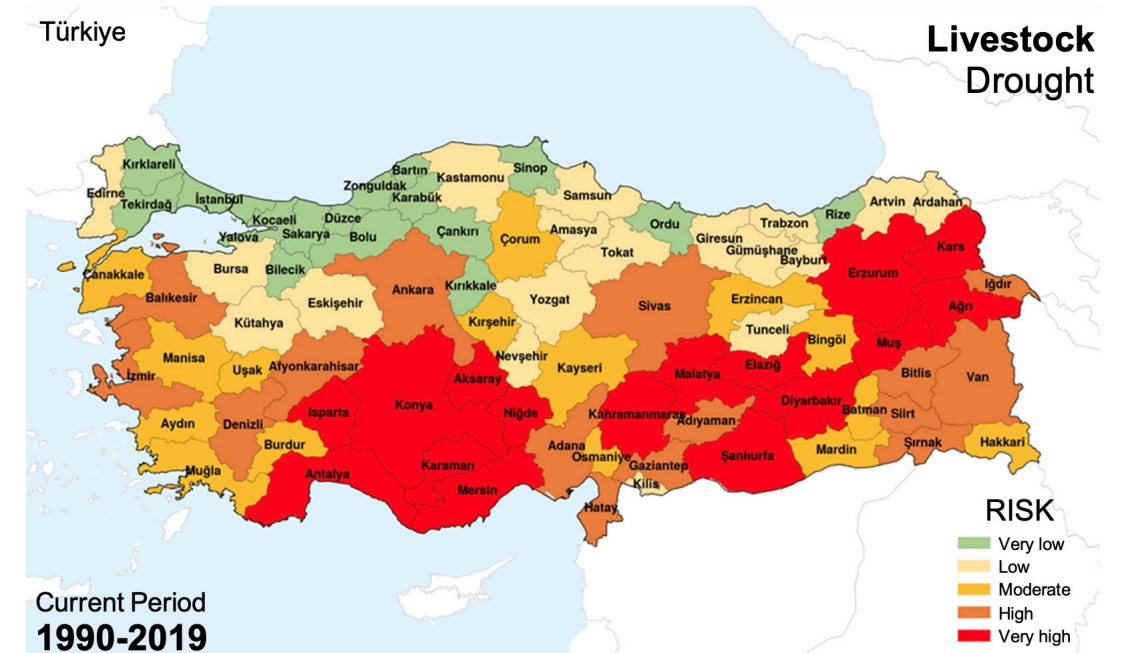 Türkiye
Livestock
Drought
Kırklareli
Edirne
Tekirdağ
İstanbul
Kocaeli
Yalova
Sakarya
Düzce
Bolu
Zonguldak
Bartın
Karabük
Kastamonu
Sinop
Samsun
Çankırı
Çorum
Amasya
Tokat
Ordu
Giresun
Gümüşhane
Trabzon
Bayburt
Rize
Artvin
Ardahan
Kars
Erzurum
Iğdır
Ağrı
Çanakkale
Balıkesir
Bursa
Bilecik
Eskişehir
Kütahya
Ankara
Kırıkkale
Kırşehir
Yozgat
Sivas
Erzincan
Tunceli
Bingöl
Muş
Manisa
Uşak
Afyonkarahisar
İzmir
Aksaray
Nevşehir
Kayseri
Malatya
Elazığ
Bitlis
Van
Aydın
Denizli
Isparta
Konya
Niğde
Kahramanmaraş
Adıyaman
Diyarbakır
Batman
Siirt
Muğla
Burdur
Antalya
Karaman
Mersin
Adana
Osmaniye
Gaziantep
Kilis
Hatay
Şanlıurfa
Mardin
Şırnak
Hakkari
RISK
Very low
Low
Moderate
High
Very high
Current Period
1990-2019